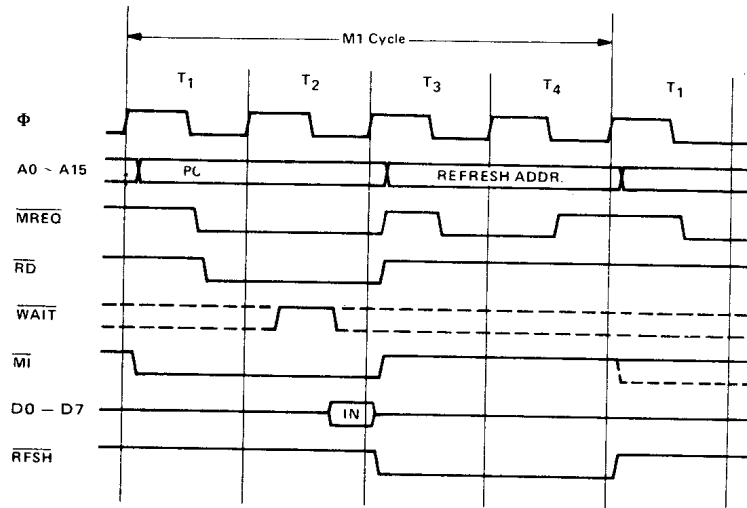 M1 Cycle
T1 T2 T3 T4 T1
Φ
A0 ~ A15 PC REFRESH ADDR.
MREQ
RD
WAIT
MI
D0 — D7 IN
RFSH